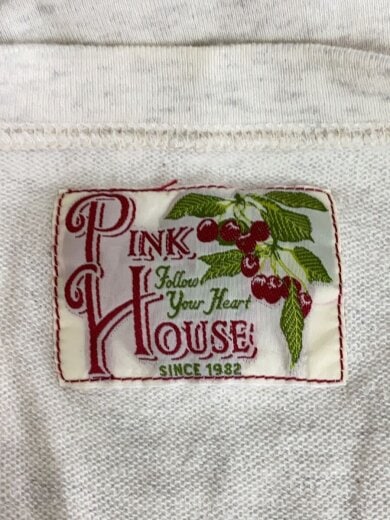 PINK
Follow
Your Heart
HOUSE
SINCE 1982